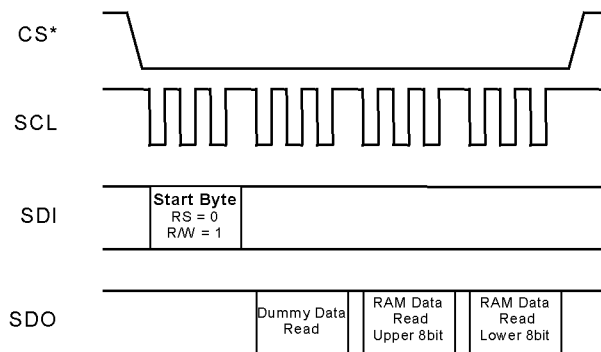 CS*
SCL
SDI
Start Byte
RS = 0
R/W = 1
SDO
Dummy Data
Read
RAM Data
Read
Upper 8bit
RAM Data
Read
Lower 8bit